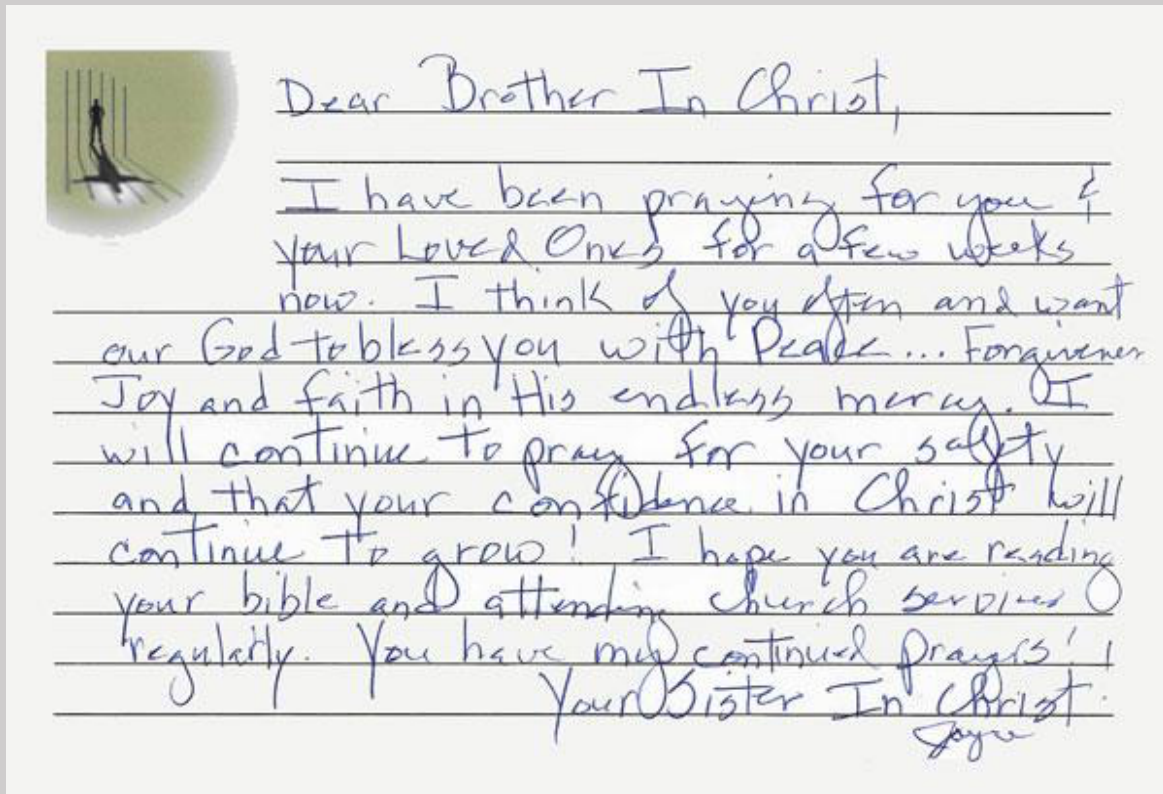 Dear Brother In Christ,
I have been praying for you &
your Loved Ones for a few weeks
now. I think of you often and want
our God to bless you with Peace... Forgiveness
Joy and faith in His endless mercy. I
will continue to pray for your safety
and that your confidence in Christ will
continue to grow! I hope you are reading
your bible and attending church services
regularly. You have my continued prayers!!
Your Sister In Christ.
Joyce